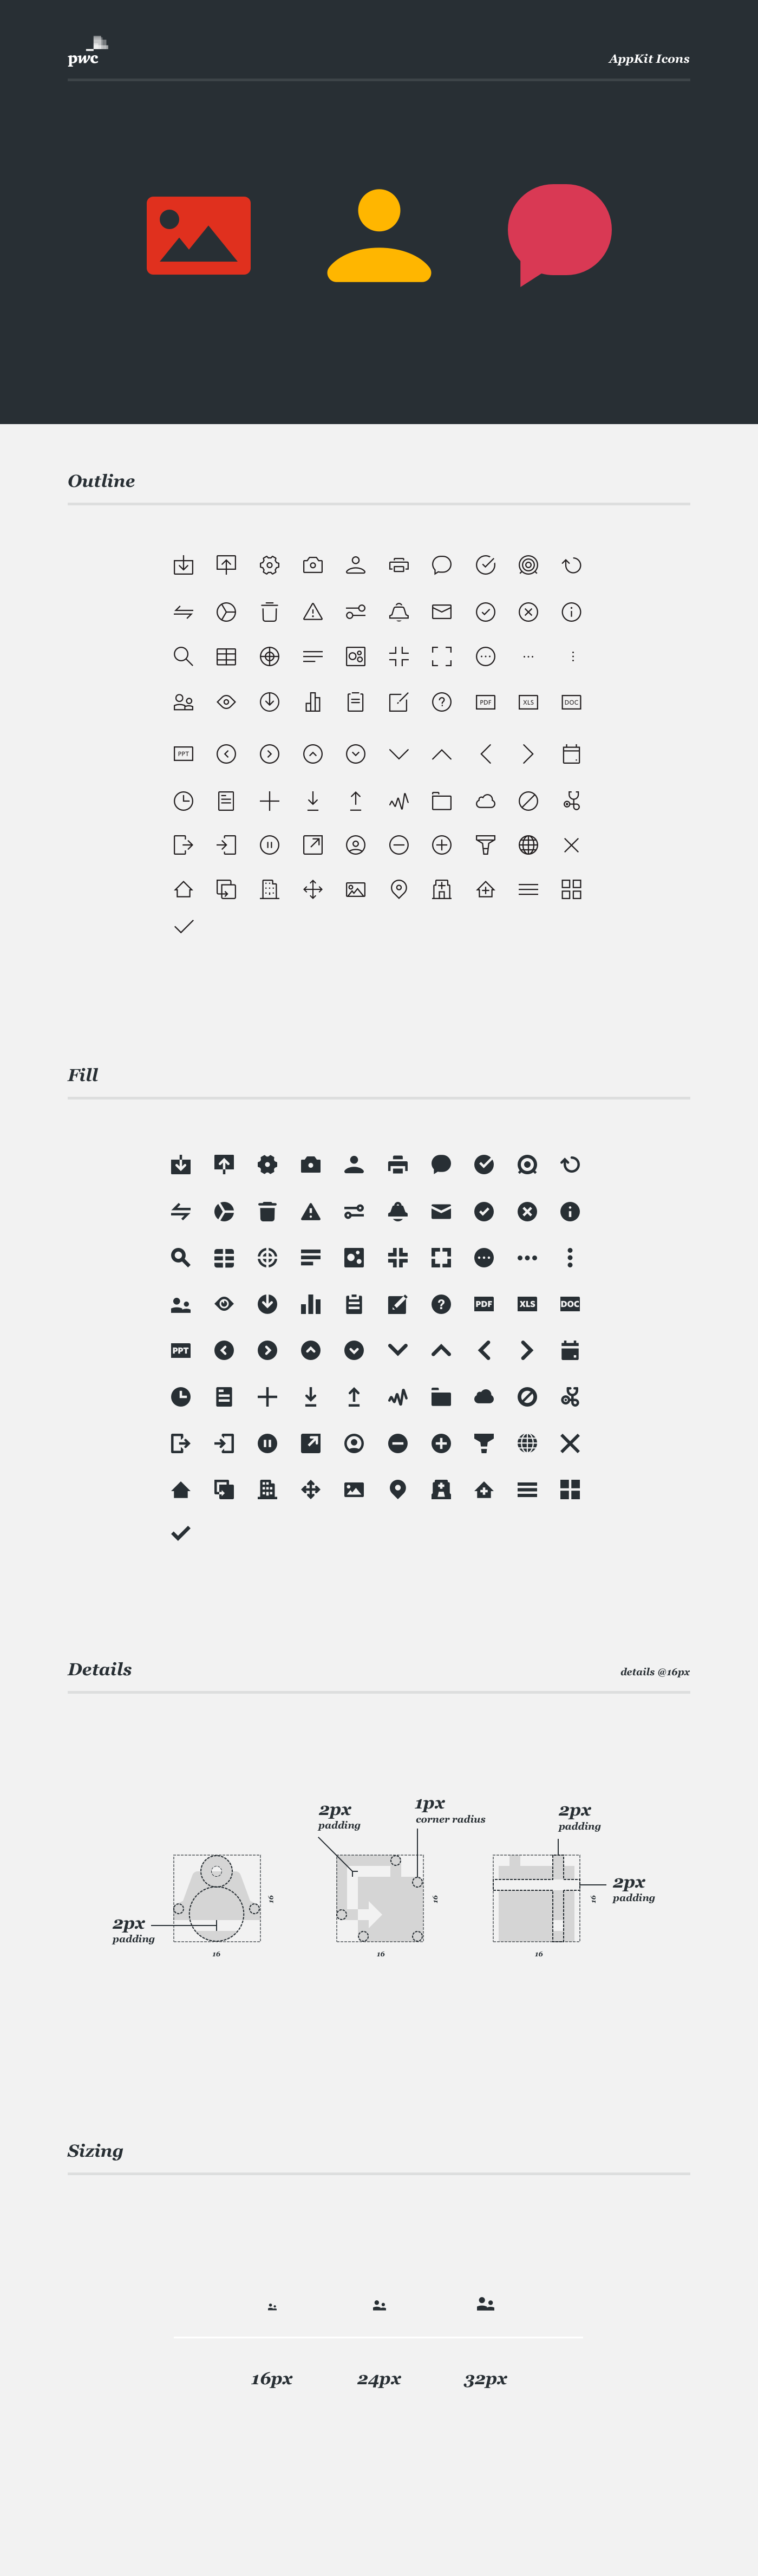 pwc
AppKit Icons
Outline
PDF
XLS
DOC
PPT
Fill
PDF
XLS
DOC
PPT
Details
details @16px
2px
padding
1px
corner radius
2px
padding
2px
padding
2px
padding
16
16
16
16
16
16
Sizing
16px
24px
32px